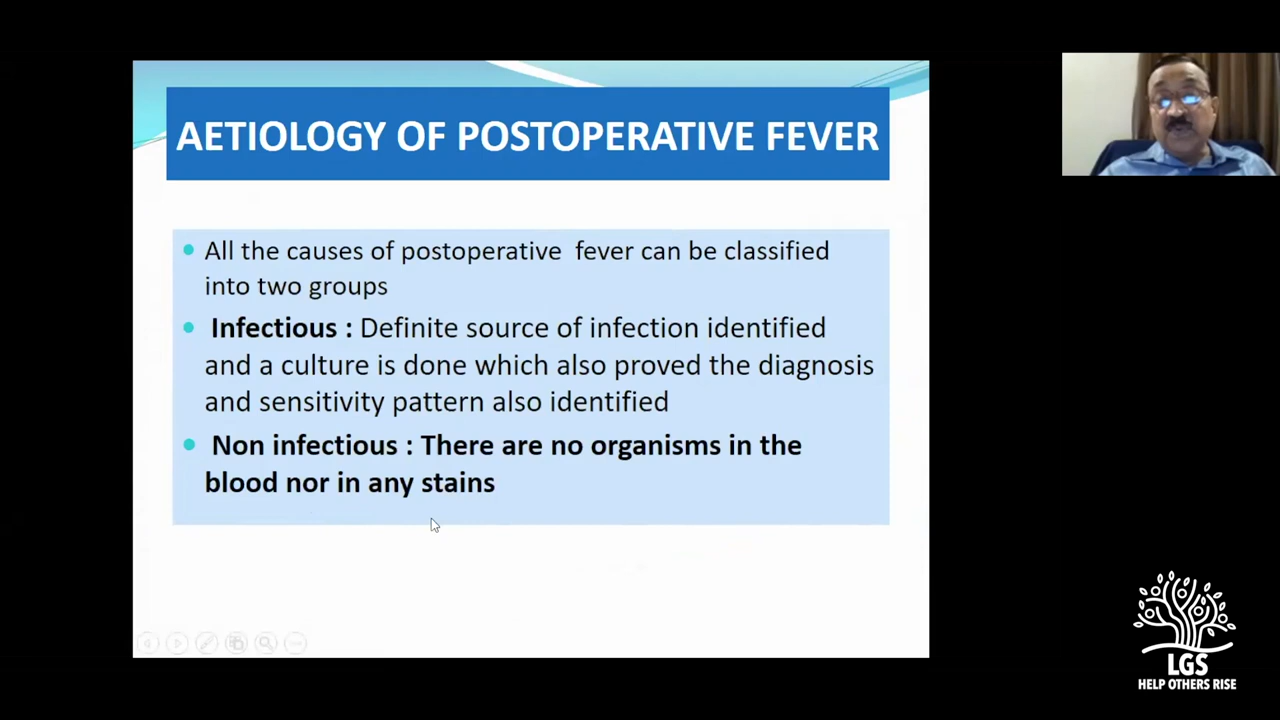 AETIOLOGY OF POSTOPERATIVE FEVER
All the causes of postoperative fever can be classified
into two groups
Infectious : Definite source of infection identified
and a culture is done which also proved the diagnosis
and sensitivity pattern also identified
Non infectious : There are no organisms in the
blood nor in any stains
LGS
HELP OTHERS RISE